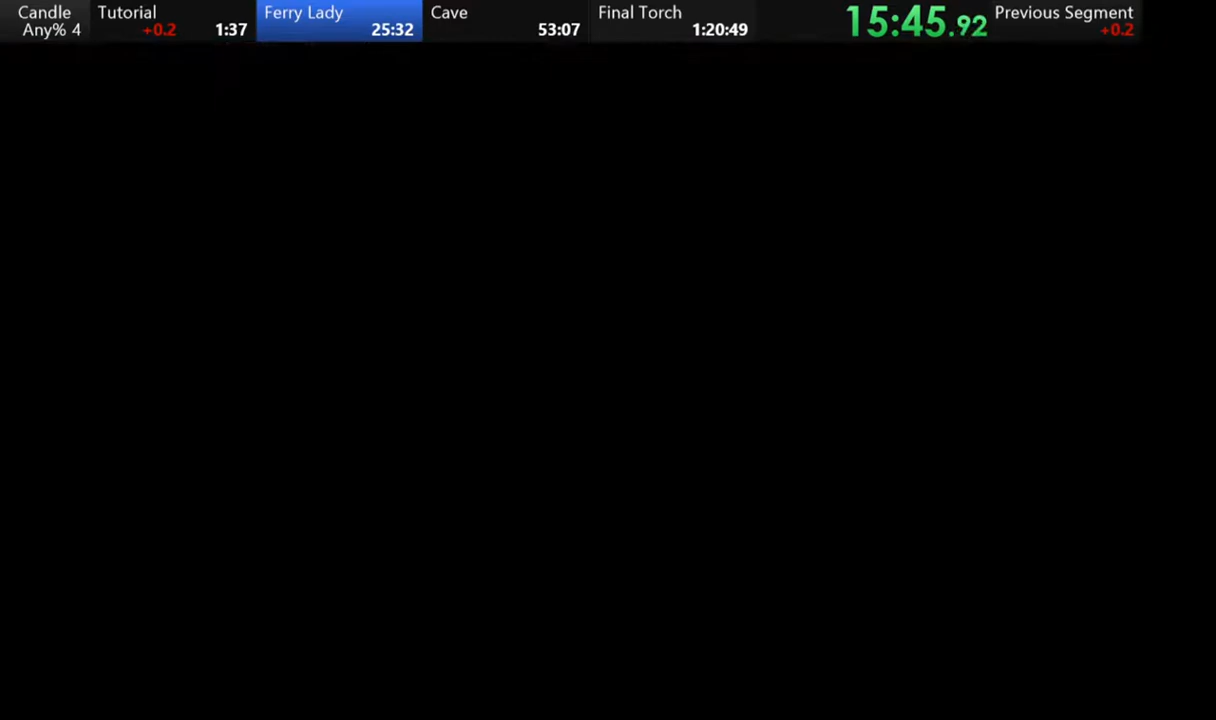 Candle
Any% 4
Tutorial
+0.2 1:37
Ferry Lady
25:32
Cave
53:07
Final Torch
1:20:49
15:45.92
Previous Segment
+0.2